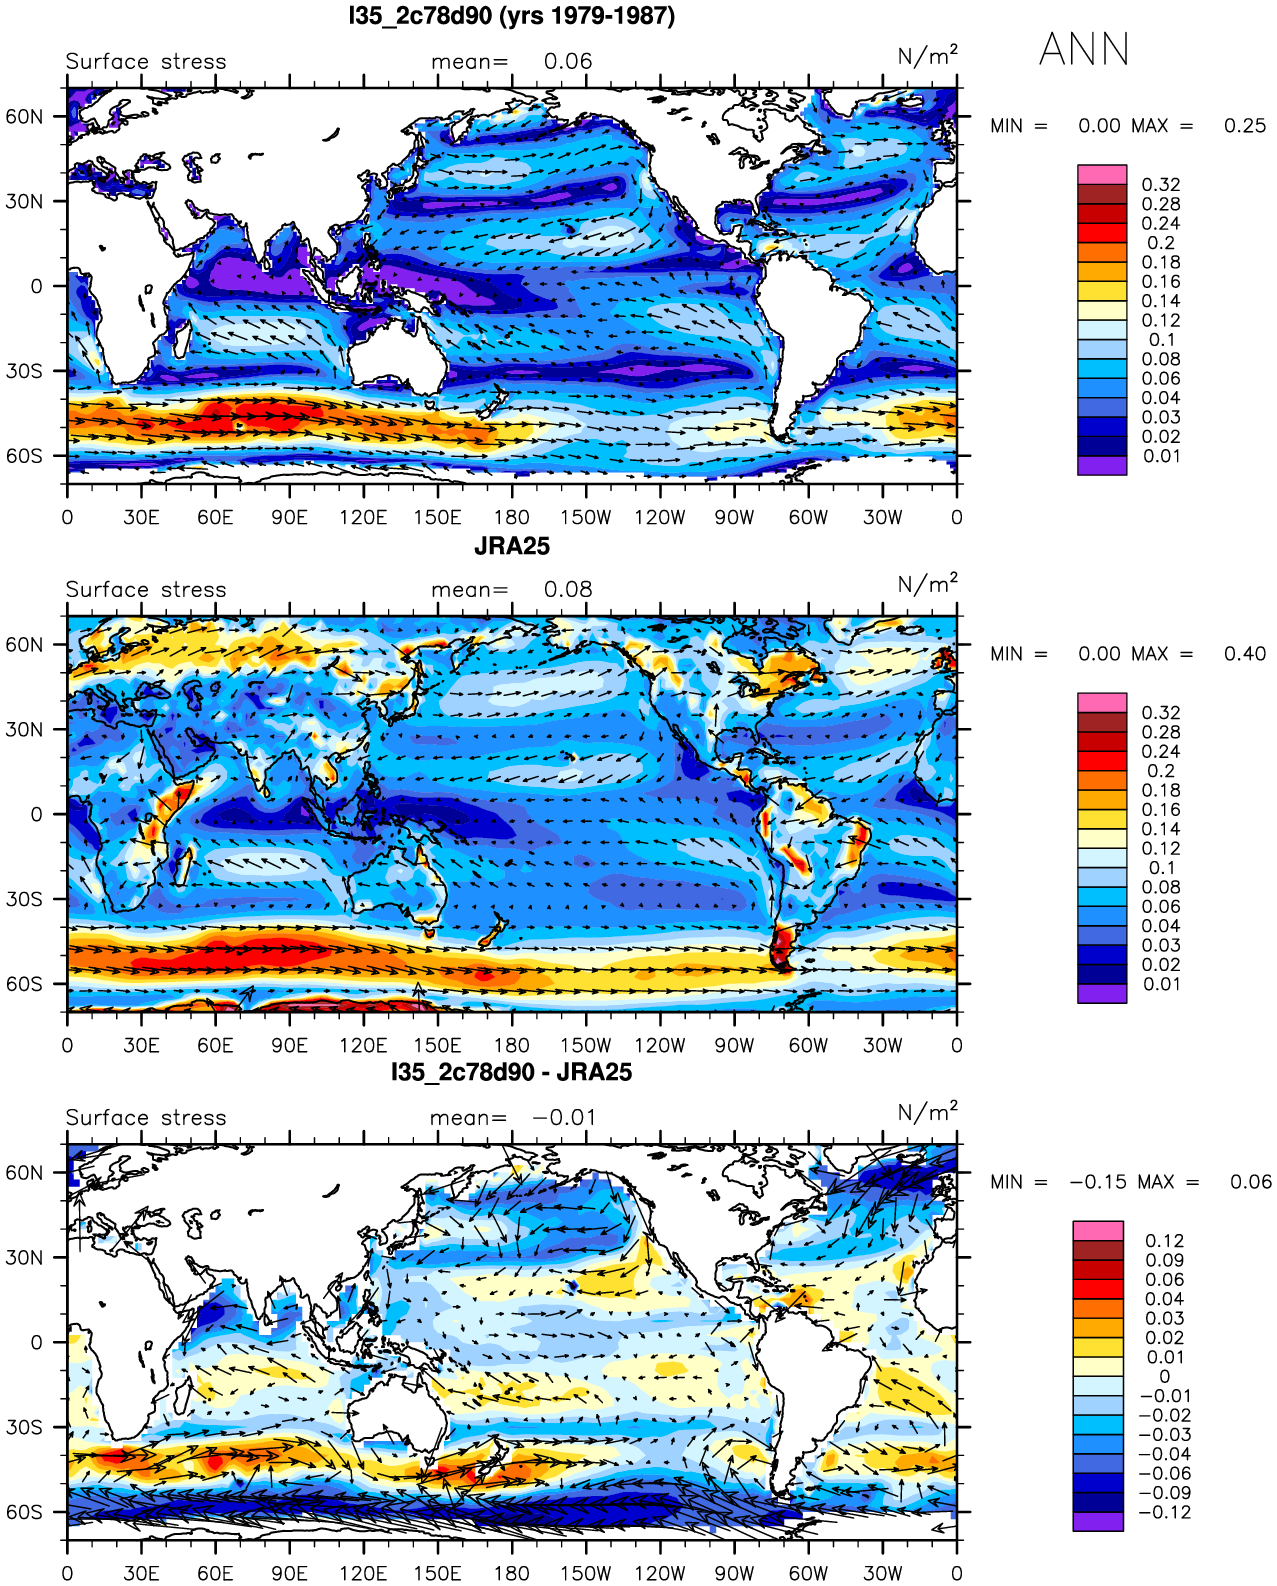 I35_2c78d90 (yrs 1979-1987)
Surface stress mean= 0.06 N/m²
ANN
MIN = 0.00 MAX = 0.25
60N
30N
0
30S
60S
0 30E 60E 90E 120E 150E 180 150W 120W 90W 60W 30W 0
0.32
0.28
0.24
0.2
0.18
0.16
0.14
0.12
0.1
0.08
0.06
0.04
0.03
0.02
0.01
JRA25
Surface stress mean= 0.08 N/m²
MIN = 0.00 MAX = 0.40
60N
30N
0
30S
60S
0 30E 60E 90E 120E 150E 180 150W 120W 90W 60W 30W 0
0.32
0.28
0.24
0.2
0.18
0.16
0.14
0.12
0.1
0.08
0.06
0.04
0.03
0.02
0.01
I35_2c78d90 - JRA25
Surface stress mean= −0.01 N/m²
MIN = −0.15 MAX = 0.06
60N
30N
0
30S
60S
0 30E 60E 90E 120E 150E 180 150W 120W 90W 60W 30W 0
0.12
0.09
0.06
0.04
0.03
0.02
0.01
0
−0.01
−0.02
−0.03
−0.04
−0.06
−0.09
−0.12